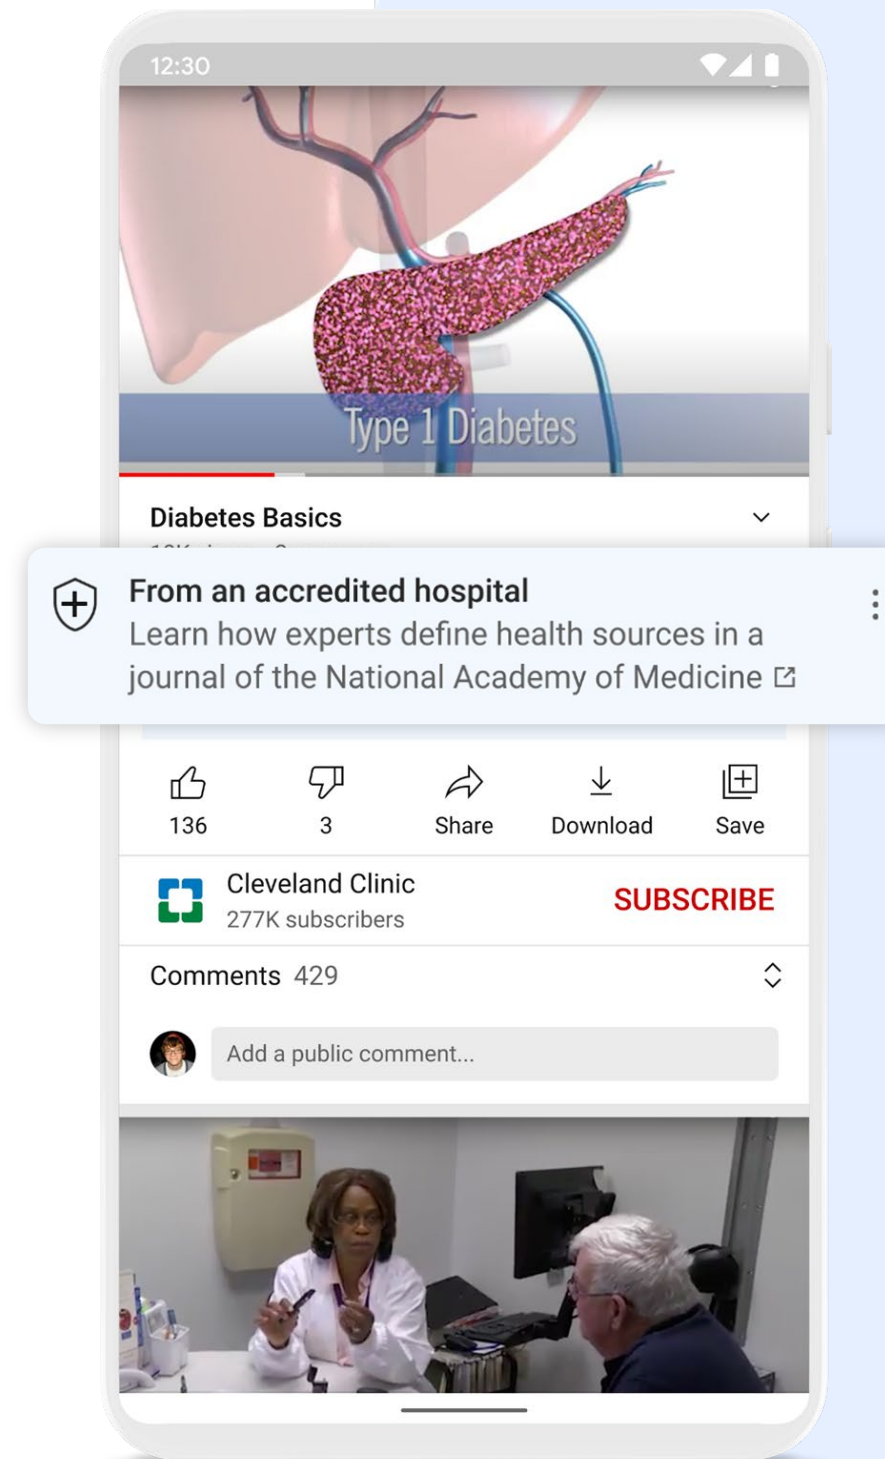 12:30
Type 1 Diabetes
Diabetes Basics
From an accredited hospital
Learn how experts define health sources in a
journal of the National Academy of Medicine
136
3
Share
Download
Save
Cleveland Clinic
277K subscribers
SUBSCRIBE
Comments 429
Add a public comment...